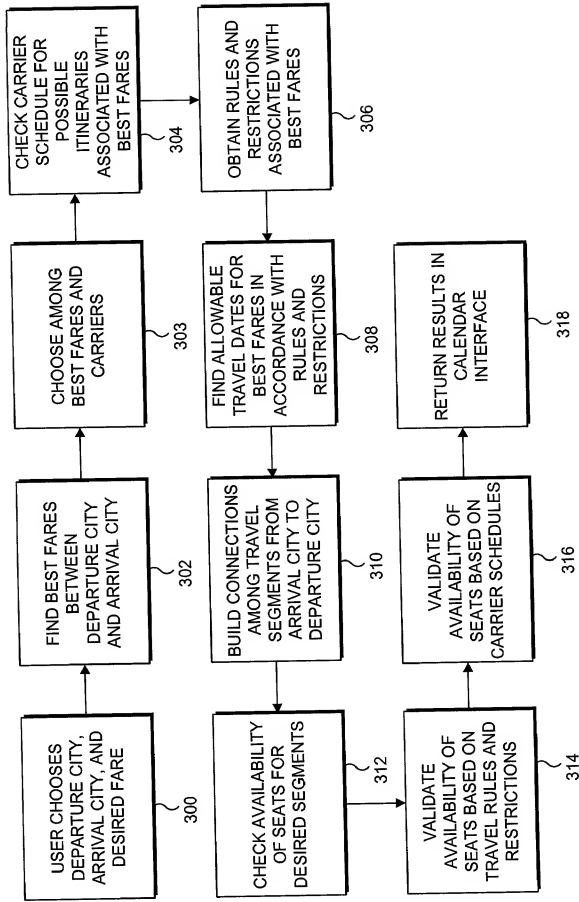 USER CHOOSES
DEPARTURE CITY,
ARRIVAL CITY, AND
DESIRED FARE
300
FIND BEST FARES
BETWEEN
DEPARTURE CITY
AND ARRIVAL CITY
302
CHOOSE AMONG
BEST FARES AND
CARRIERS
303
CHECK CARRIER
SCHEDULE FOR
POSSIBLE
ITINERARIES
ASSOCIATED WITH
BEST FARES
304
OBTAIN RULES AND
RESTRICTIONS
ASSOCIATED WITH
BEST FARES
306
FIND ALLOWABLE
TRAVEL DATES FOR
BEST FARES IN
ACCORDANCE WITH
RULES AND
RESTRICTIONS
308
BUILD CONNECTIONS
AMONG TRAVEL
SEGMENTS FROM
ARRIVAL CITY TO
DEPARTURE CITY
310
CHECK AVAILABILITY
OF SEATS FOR
DESIRED SEGMENTS
312
VALIDATE
AVAILABILITY OF
SEATS BASED ON
TRAVEL RULES AND
RESTRICTIONS
314
VALIDATE
AVAILABILITY OF
SEATS BASED ON
CARRIER SCHEDULES
316
RETURN RESULTS IN
CALENDAR
INTERFACE
318